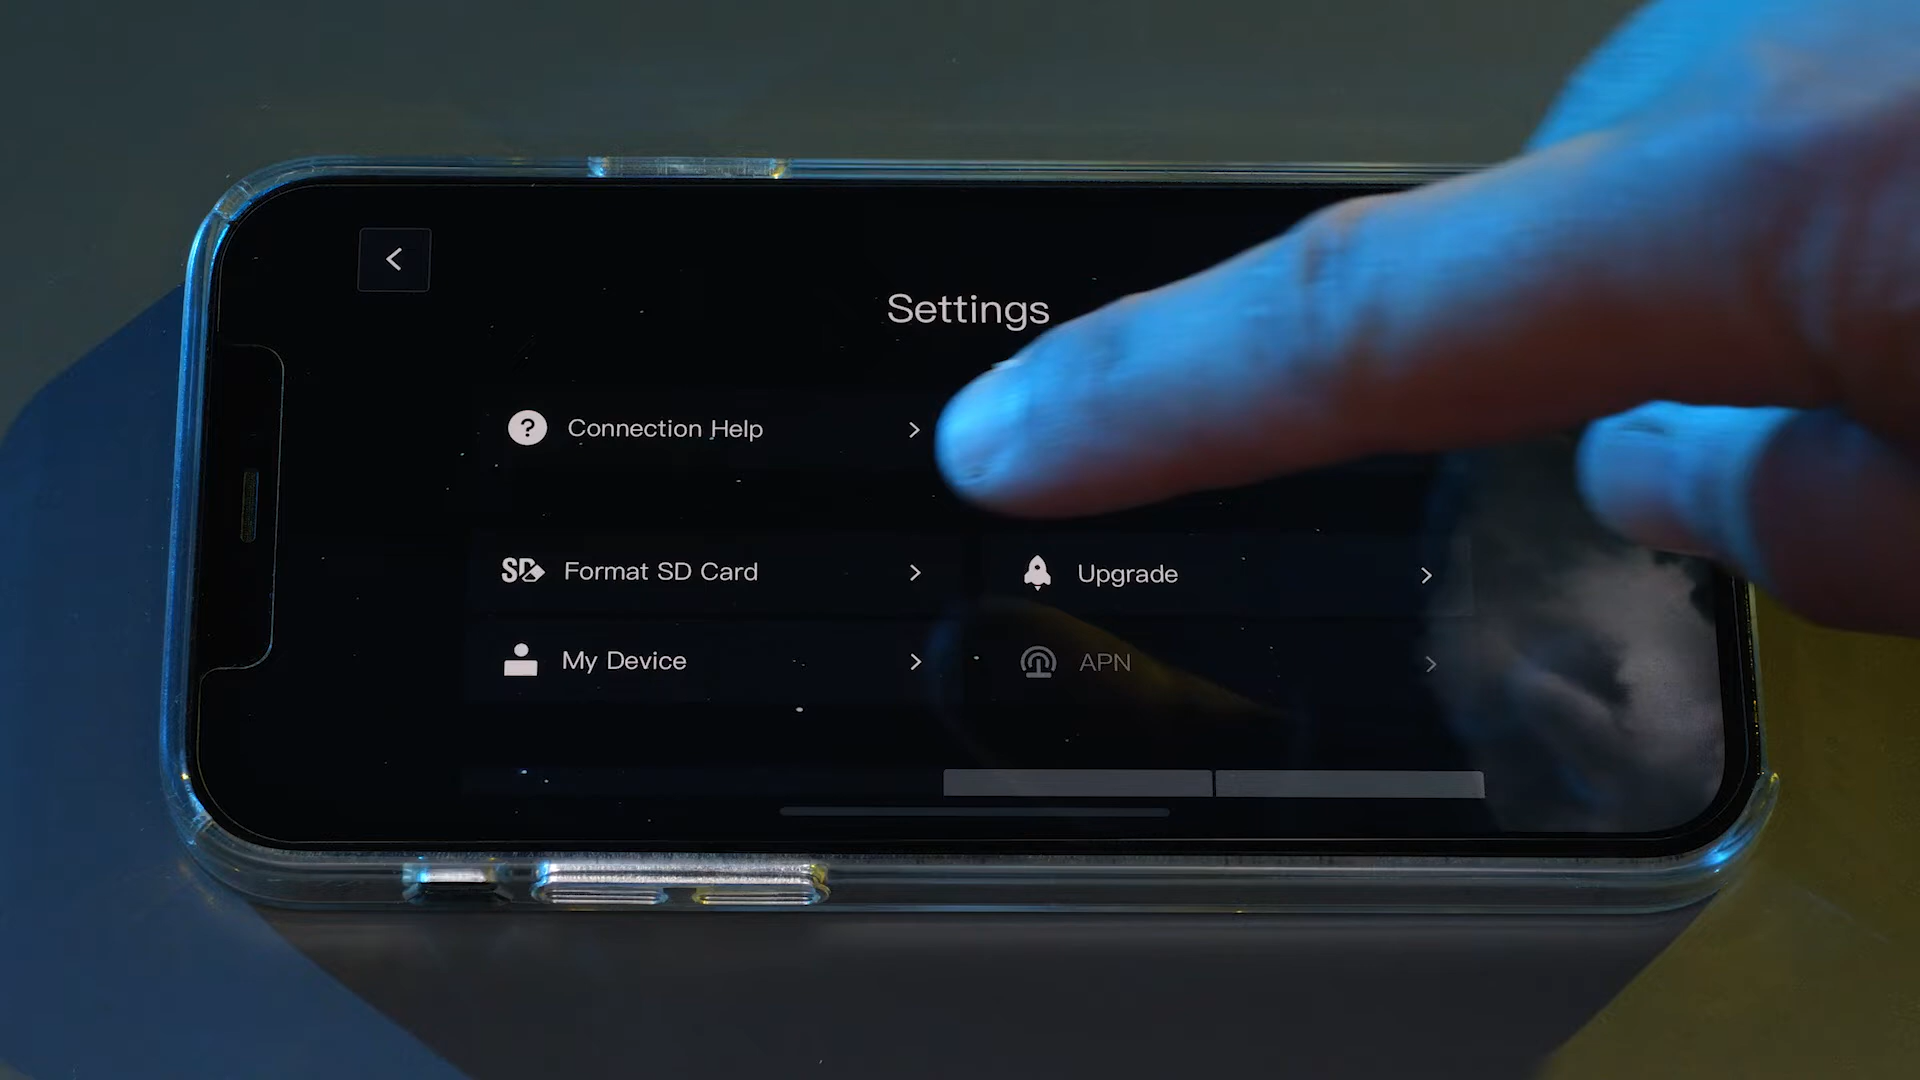 Settings
Connection Help
SD Format SD Card
Upgrade
My Device
APN